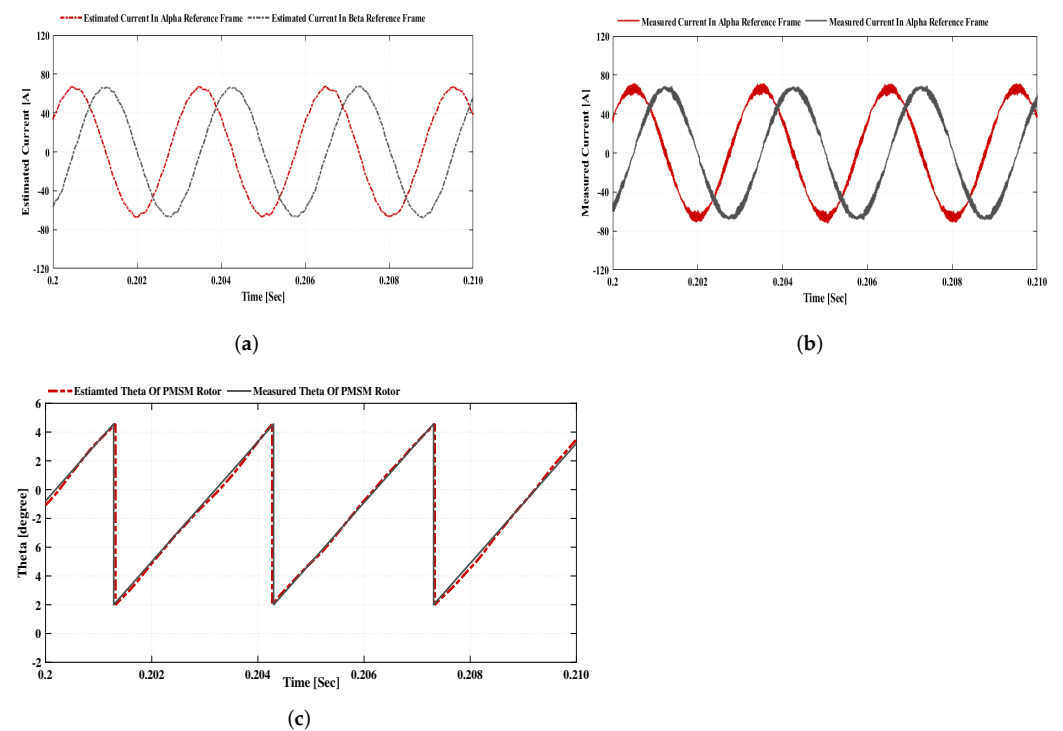 Estimated Current In Alpha Reference Frame Estimated Current In Beta Reference Frame
120
80
40
0
-40
-80
-120
Estimated Current [A]
0.2 0.202 0.204 0.206 0.208 0.210
Time [Sec]
(a)
Measured Current In Alpha Reference Frame Measured Current In Alpha Reference Frame
120
80
40
0
-40
-80
-120
Measured Current [A]
0.2 0.202 0.204 0.206 0.208 0.210
Time [Sec]
(b)
Estiamted Theta Of PMSM Rotor Measured Theta Of PMSM Rotor
6
4
2
0
-2
6
4
2
0
-2
Theta [degree]
0.2 0.202 0.204 0.206 0.208 0.210
Time [Sec]
(c)